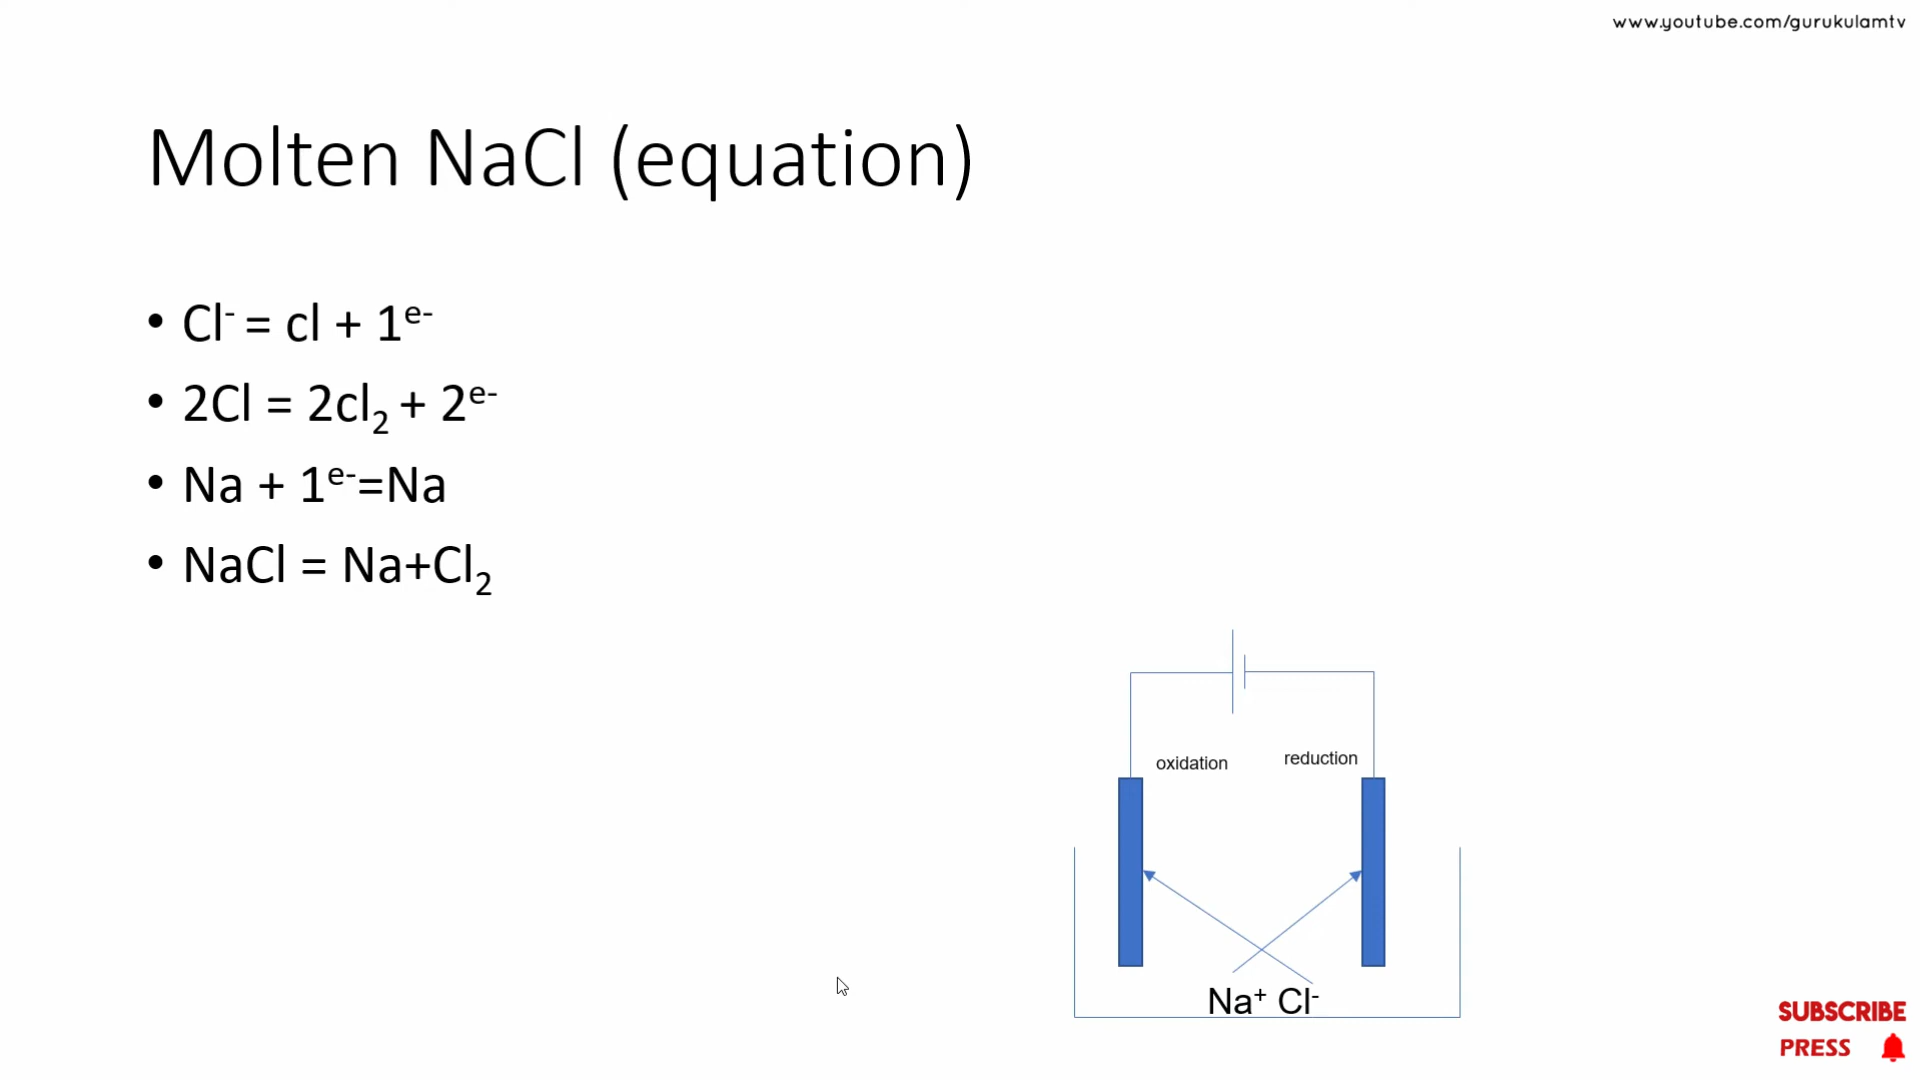 www.youtube.com/gurukulamtv
Molten NaCl (equation)
• Cl⁻ = cl + 1ᵉ⁻
• 2Cl = 2cl₂ + 2ᵉ⁻
• Na + 1ᵉ⁻=Na
• NaCl = Na+Cl₂
oxidation
reduction
Na⁺ Cl⁻
SUBSCRIBE
PRESS